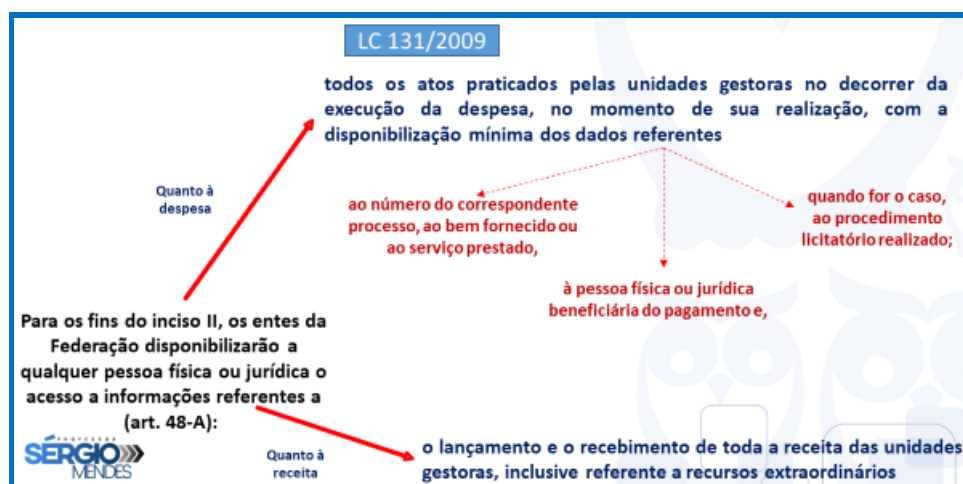 LC 131/2009
todos os atos praticados pelas unidades gestoras no decorrer da
execução da despesa, no momento de sua realização, com a
disponibilização mínima dos dados referentes
Quanto à
despesa
ao número do correspondente
processo, ao bem fornecido ou
ao serviço prestado,
quando for o caso,
ao procedimento
licitatório realizado;
à pessoa física ou jurídica
beneficiária do pagamento e,
Para os fins do inciso II, os entes da
Federação disponibilizarão a
qualquer pessoa física ou jurídica o
acesso a informações referentes a
(art. 48-A):
Quanto à
receita
o lançamento e o recebimento de toda a receita das unidades
gestoras, inclusive referente a recursos extraordinários
PROFESSOR
SÉRGIO
MENDES